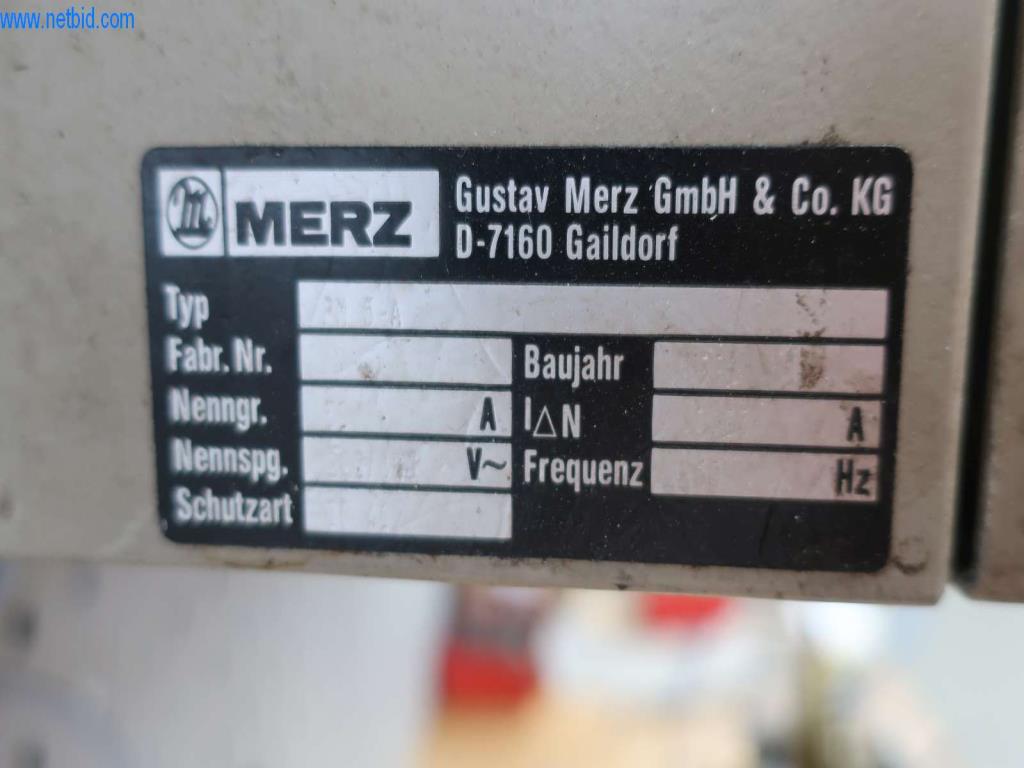 www.netbid.com
m MERZ Gustav Merz GmbH & Co. KG
D-7160 Gaildorf
Typ
Fabr. Nr. Baujahr
Nenngr. A I△N A
Nennspg. V~ Frequenz Hz
Schutzart